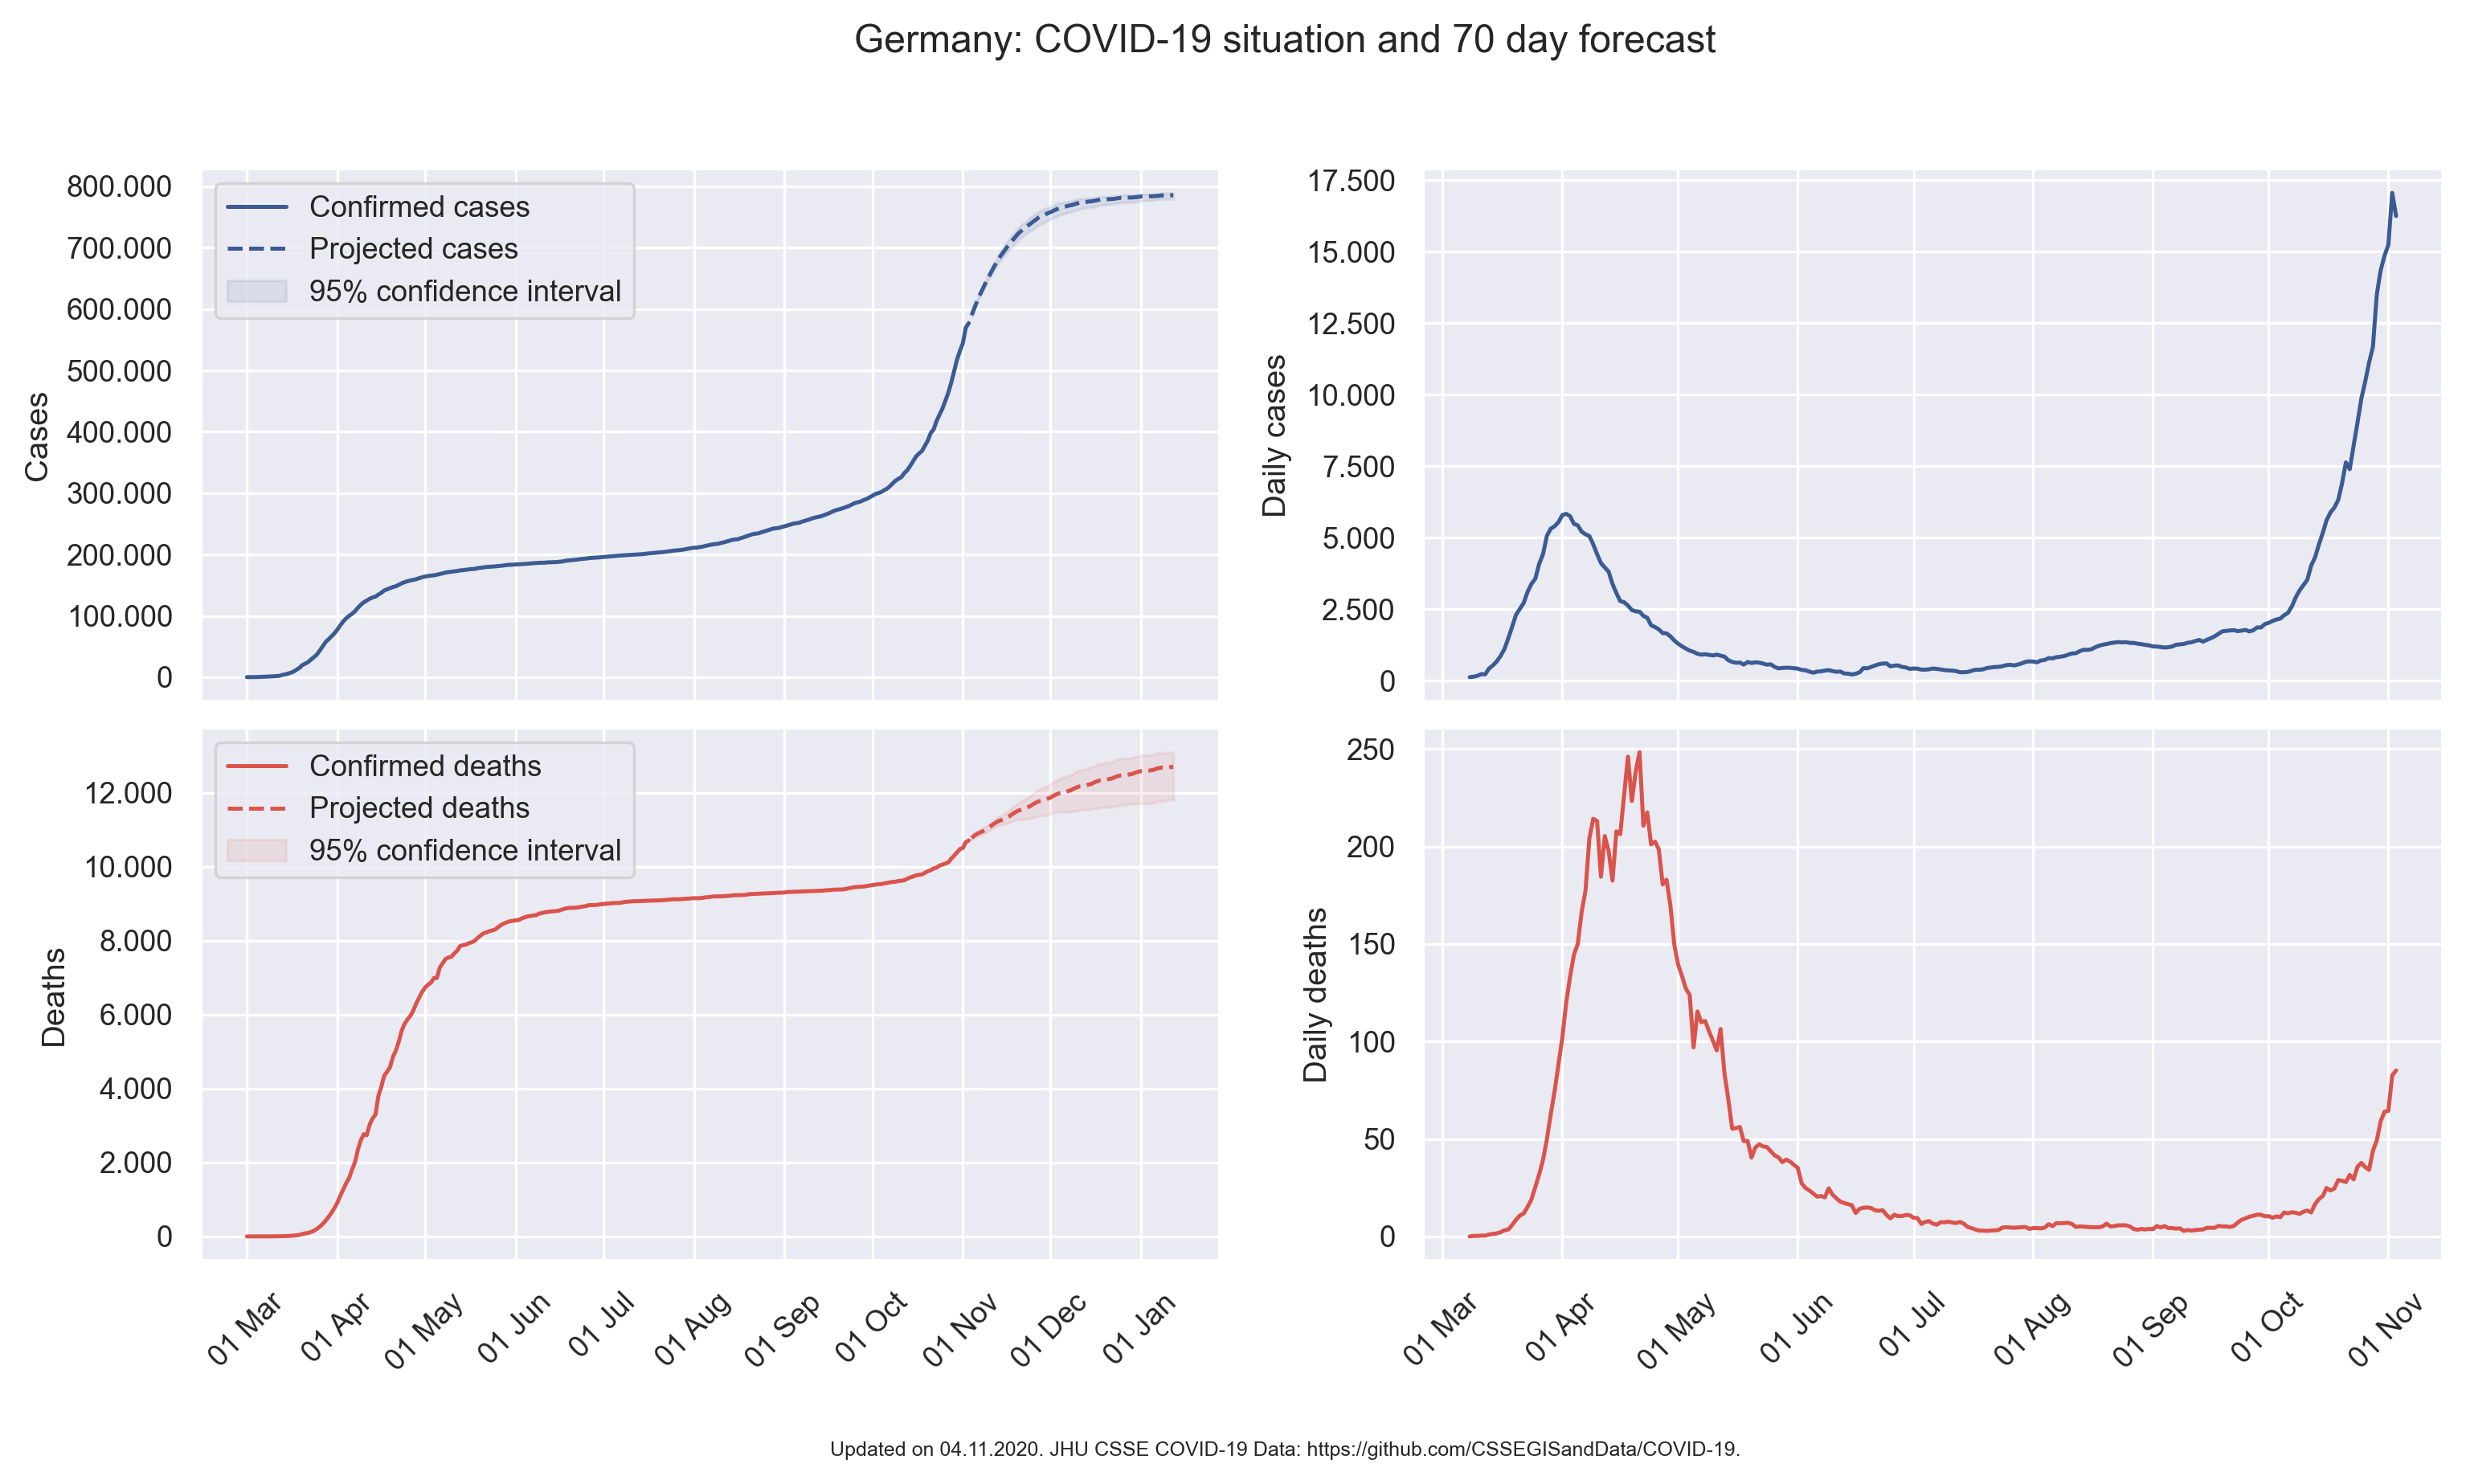 Germany: COVID-19 situation and 70 day forecast
Cases
800.000
700.000
600.000
500.000
400.000
300.000
200.000
100.000
0
Confirmed cases
Projected cases
95% confidence interval
Daily cases
17.500
15.000
12.500
10.000
7.500
5.000
2.500
0
Deaths
12.000
10.000
8.000
6.000
4.000
2.000
0
Confirmed deaths
Projected deaths
95% confidence interval
01 Mar
01 Apr
01 May
01 Jun
01 Jul
01 Aug
01 Sep
01 Oct
01 Nov
01 Dec
01 Jan
Daily deaths
250
200
150
100
50
0
01 Mar
01 Apr
01 May
01 Jun
01 Jul
01 Aug
01 Sep
01 Oct
01 Nov
Updated on 04.11.2020. JHU CSSE COVID-19 Data: https://github.com/CSSEGISandData/COVID-19.